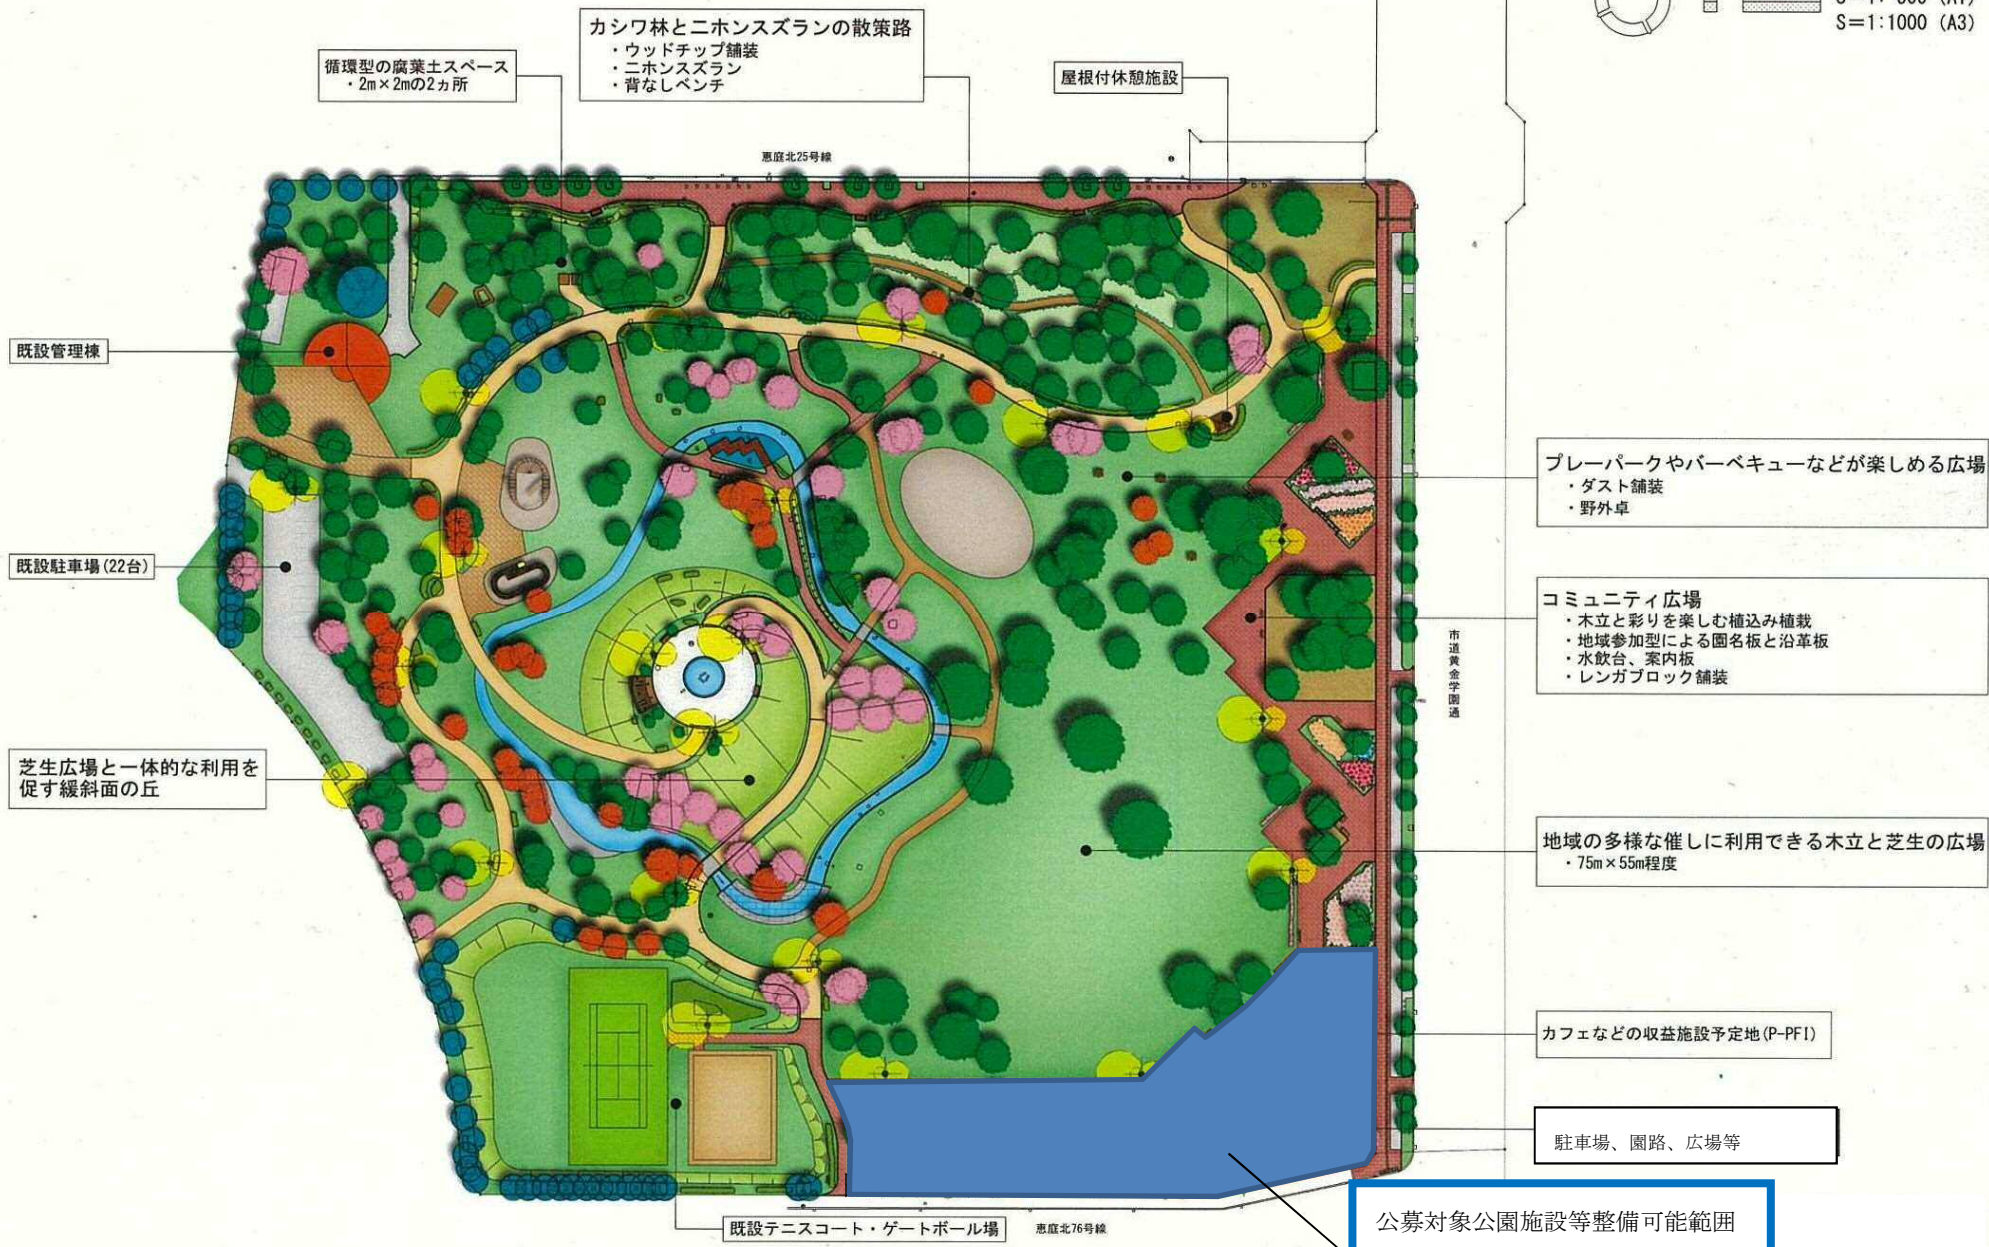 S＝1:1000 (A3)
カシワ林とニホンスズランの散策路
・ウッドチップ舗装
・ニホンスズラン
・背なしベンチ
循環型の腐葉土スペース
・2m×2mの2ヵ所
屋根付休憩施設
恵庭北25号線
既設管理棟
プレーパークやバーベキューなどが楽しめる広場
・ダスト舗装
・野外卓
既設駐車場(22台)
コミュニティ広場
・木立と彩りを楽しむ植込み植栽
・地域参加型による園名板と沿革板
・水飲台、案内板
・レンガブロック舗装
市道黄金学園通
芝生広場と一体的な利用を
促す緩斜面の丘
地域の多様な催しに利用できる木立と芝生の広場
・75m×55m程度
カフェなどの収益施設予定地(P-PFI)
駐車場、園路、広場等
公募対象公園施設等整備可能範囲
既設テニスコート・ゲートボール場
恵庭北76号線